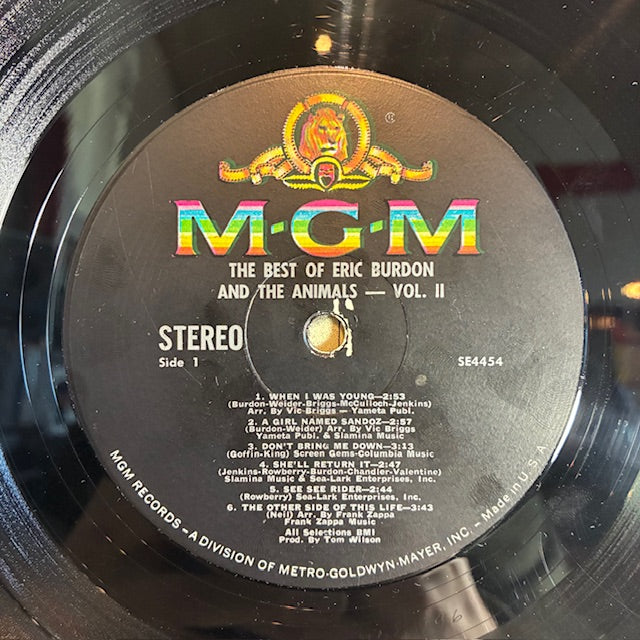 ®
M·G·M
THE BEST OF ERIC BURDON
AND THE ANIMALS — VOL. II
STEREO
Side 1
SE4454
1. WHEN I WAS YOUNG—2:53
(Burdon-Weider-Briggs-McCulloch-Jenkins)
Arr. By Vic Briggs — Yameta Publ.
2. A GIRL NAMED SANDOZ—2:57
(Burdon-Weider) Arr. By Vic Briggs
Yameta Publ. & Slamina Music
3. DON'T BRING ME DOWN—3:13
(Goffin-King) Screen Gems-Columbia Music
4. SHE'LL RETURN IT—2:47
(Jenkins-Rowberry-Burdon-Chandler-Valentine)
Slamina Music & Sea-Lark Enterprises, Inc.
5. SEE SEE RIDER—2:44
(Rowberry) Sea-Lark Enterprises, Inc.
6. THE OTHER SIDE OF THIS LIFE—3:43
(Neil) Arr. By Frank Zappa
Frank Zappa Music
All Selections BMI
Prod. By Tom Wilson
MGM RECORDS – A DIVISION OF METRO-GOLDWYN-MAYER, INC. – Made in U. S. A.